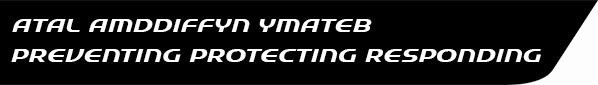 ATAL AMDDIFFYN YMATEB
PREVENTING PROTECTING RESPONDING